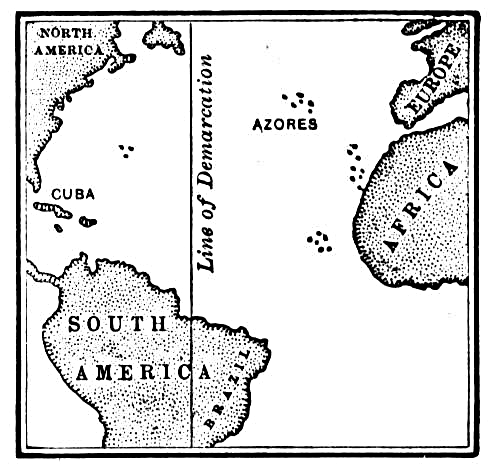 NORTH
AMERICA
EUROPE
Line of Demarcation
AZORES
AFRICA
CUBA
SOUTH
AMERICA
BRAZIL